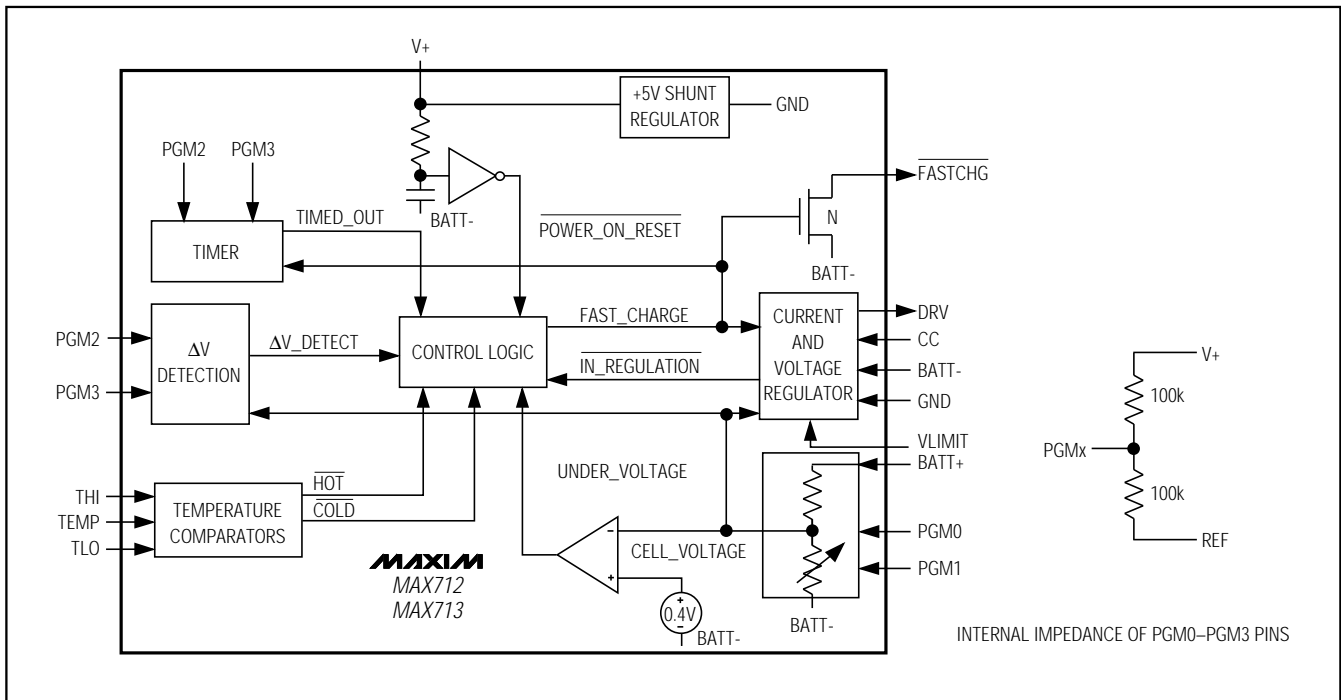 V+
+5V SHUNT
REGULATOR
GND
PGM2
PGM3
FASTCHG
TIMED_OUT
BATT-
POWER_ON_RESET
N
TIMER
BATT-
FAST_CHARGE
CURRENT
AND
VOLTAGE
REGULATOR
DRV
CC
BATT-
GND
VLIMIT
PGM2
PGM3
ΔV
DETECTION
ΔV_DETECT
CONTROL LOGIC
IN_REGULATION
V+
100k
PGMx
100k
REF
UNDER_VOLTAGE
BATT+
THI
TEMP
TLO
TEMPERATURE
COMPARATORS
HOT
COLD
-
+
CELL_VOLTAGE
PGM0
PGM1
MAXIM
MAX712
MAX713
+
0.4V
-
BATT-
BATT-
INTERNAL IMPEDANCE OF PGM0–PGM3 PINS